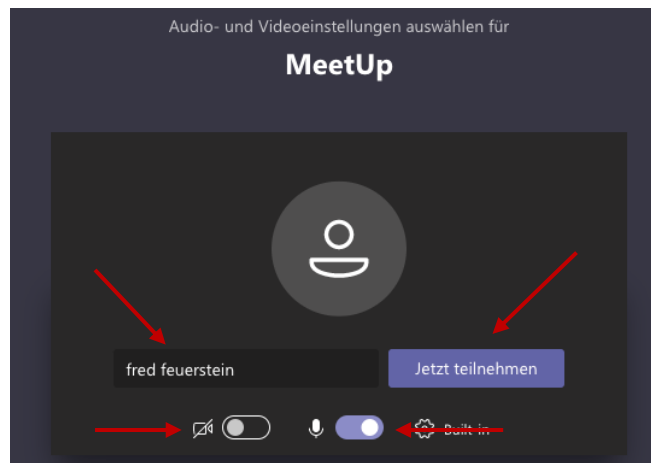 Audio- und Videoeinstellungen auswählen für
MeetUp
fred feuerstein
Jetzt teilnehmen
Built-in